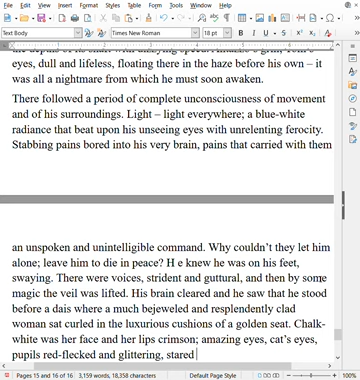 File Edit View Insert Format Styles Table Form Tools Window Help
Text Body Times New Roman 18 pt B I U S
eyes, dull and lifeless, floating there in the haze before his own – it
was all a nightmare from which he must soon awaken.
There followed a period of complete unconsciousness of movement
and of his surroundings. Light – light everywhere; a blue-white
radiance that beat upon his unseeing eyes with unrelenting ferocity.
Stabbing pains bored into his very brain, pains that carried with them
an unspoken and unintelligible command. Why couldn’t they let him
alone; leave him to die in peace? H e knew he was on his feet,
swaying. There were voices, strident and guttural, and then by some
magic the veil was lifted. His brain cleared and he saw that he stood
before a dais where a much bejeweled and resplendently clad
woman sat curled in the luxurious cushions of a golden seat. Chalk-
white was her face and her lips crimson; amazing eyes, cat’s eyes,
pupils red-flecked and glittering, stared
Pages 15 and 16 of 16 3,159 words, 18,358 characters Default Page Style 100%